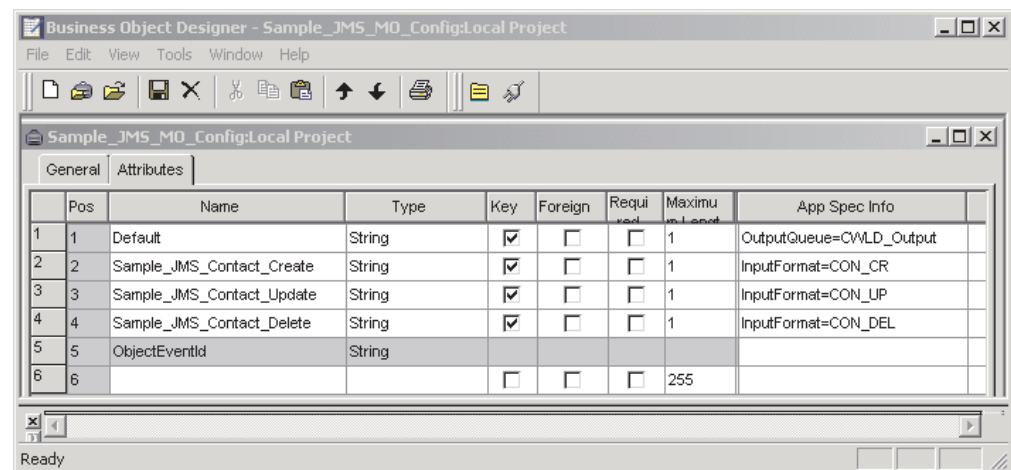 Business Object Designer - Sample_JMS_MO_Config:Local Project
File Edit View Tools Window Help
Sample_JMS_MO_Config:Local Project
General Attributes
Pos Name Type Key Foreign Requi Maximu App Spec Info
1 1 Default String 1 OutputQueue=CWLD_Output
2 2 Sample_JMS_Contact_Create String 1 InputFormat=CON_CR
3 3 Sample_JMS_Contact_Update String 1 InputFormat=CON_UP
4 4 Sample_JMS_Contact_Delete String 1 InputFormat=CON_DEL
5 5 ObjectEventId String
6 6 255
Ready